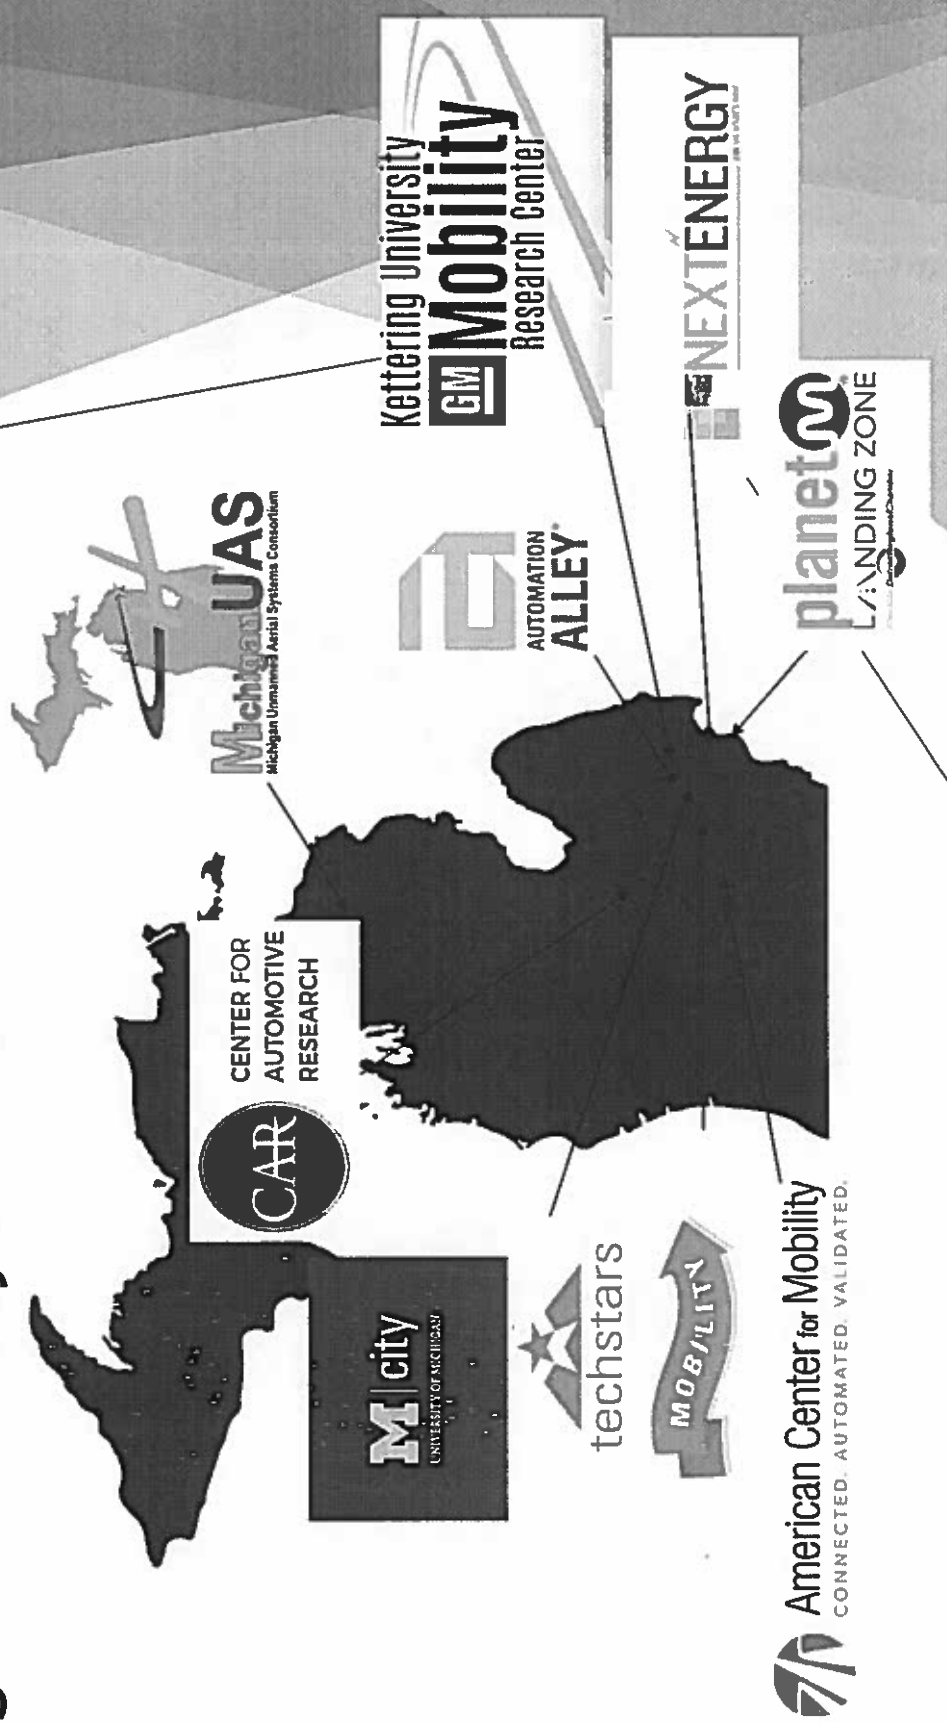 CAR
CENTER FOR
AUTOMOTIVE
RESEARCH
Michigan UAS
Michigan Unmanned Aerial Systems Consortium
Kettering University
GM Mobility
Research Center
M city
UNIVERSITY OF MICHIGAN
AUTOMATION
ALLEY
techstars
MOBILITY
NEXTENERGY
planet M
LANDING ZONE
American Center for Mobility
CONNECTED. AUTOMATED. VALIDATED.